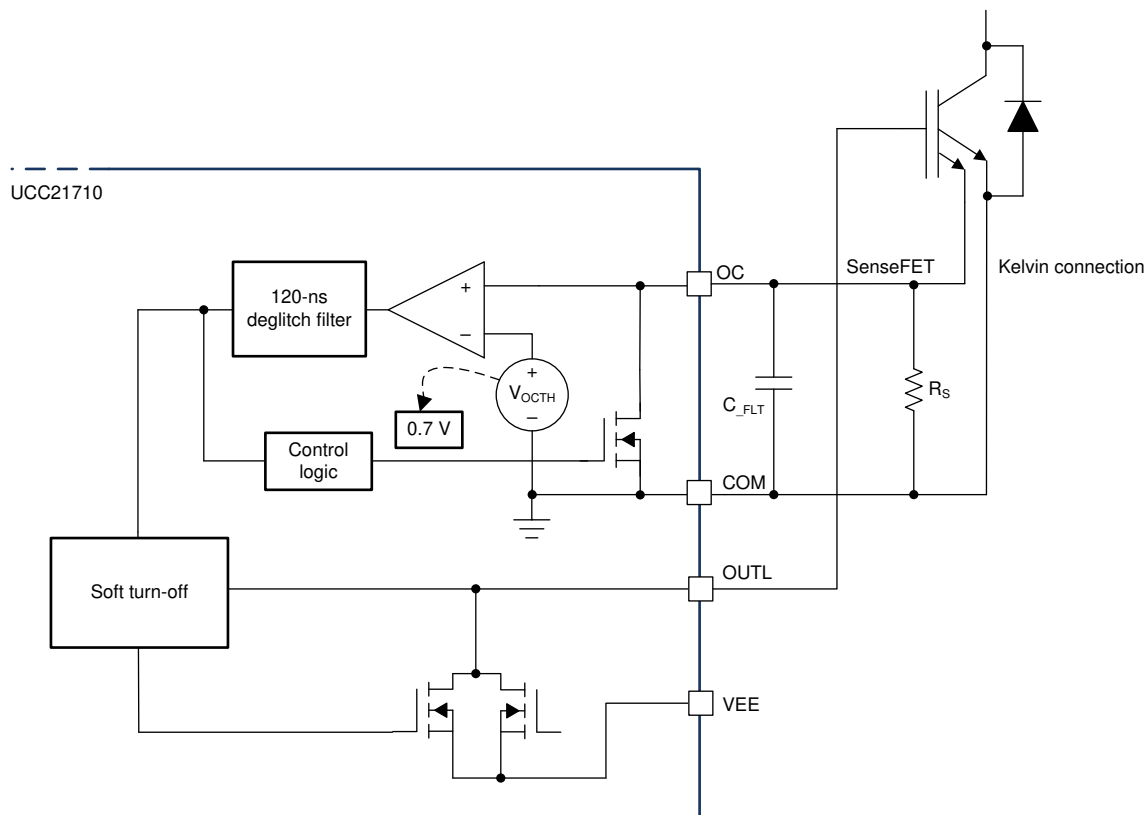 UCC21710
OC
SenseFET
Kelvin connection
120-ns
deglitch filter
+
–
+
V_OCTH
–
0.7 V
C_FLT
R_S
Control
logic
COM
Soft turn-off
OUTL
VEE